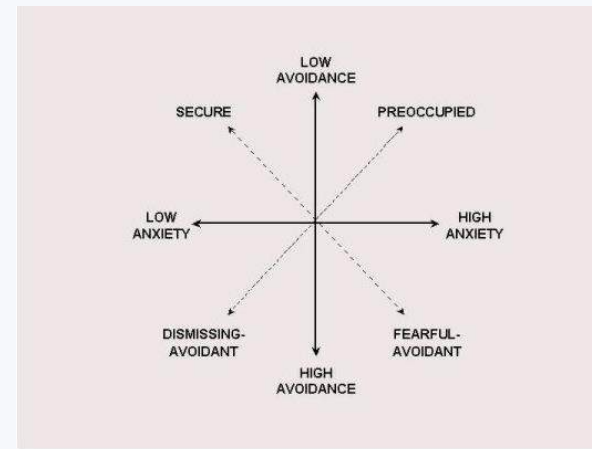 LOW
AVOIDANCE
SECURE
PREOCCUPIED
LOW
ANXIETY
HIGH
ANXIETY
DISMISSING-
AVOIDANT
FEARFUL-
AVOIDANT
HIGH
AVOIDANCE